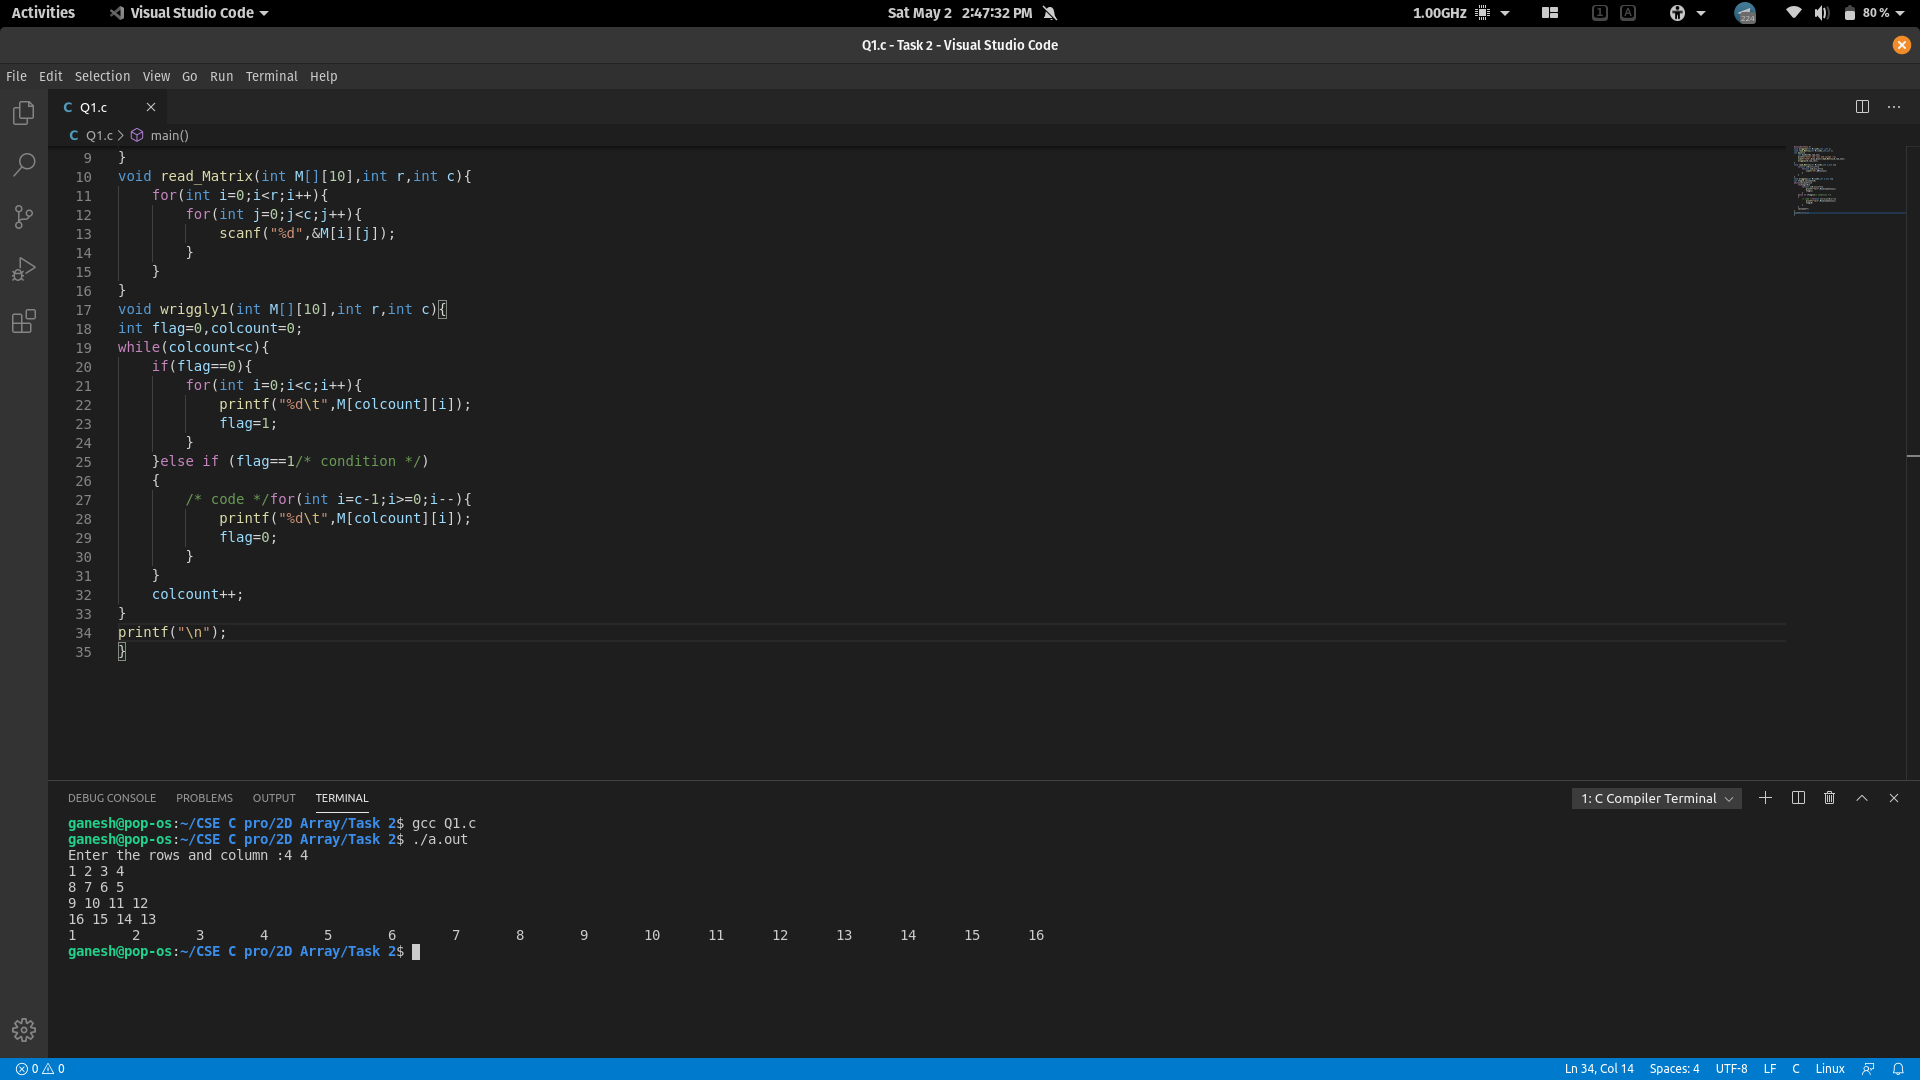 Activities Visual Studio Code Sat May 2 2:47:32 PM 1.00GHz 1 A 224 80 %
Q1.c - Task 2 - Visual Studio Code
File Edit Selection View Go Run Terminal Help
C Q1.c
C Q1.c > main()
9 }
10 void read_Matrix(int M[][10],int r,int c){
11 for(int i=0;i<r;i++){
12 for(int j=0;j<c;j++){
13 scanf("%d",&M[i][j]);
14 }
15 }
16 }
17 void wriggly1(int M[][10],int r,int c){
18 int flag=0,colcount=0;
19 while(colcount<c){
20 if(flag==0){
21 for(int i=0;i<c;i++){
22 printf("%d\t",M[colcount][i]);
23 flag=1;
24 }
25 }else if (flag==1/* condition */)
26 {
27 /* code */for(int i=c-1;i>=0;i--){
28 printf("%d\t",M[colcount][i]);
29 flag=0;
30 }
31 }
32 colcount++;
33 }
34 printf("\n");
35 }
DEBUG CONSOLE PROBLEMS OUTPUT TERMINAL 1: C Compiler Terminal
ganesh@pop-os:~/CSE C pro/2D Array/Task 2$ gcc Q1.c
ganesh@pop-os:~/CSE C pro/2D Array/Task 2$ ./a.out
Enter the rows and column :4 4
1 2 3 4
8 7 6 5
9 10 11 12
16 15 14 13
1 2 3 4 5 6 7 8 9 10 11 12 13 14 15 16
ganesh@pop-os:~/CSE C pro/2D Array/Task 2$
0 0 Ln 34, Col 14 Spaces: 4 UTF-8 LF C Linux